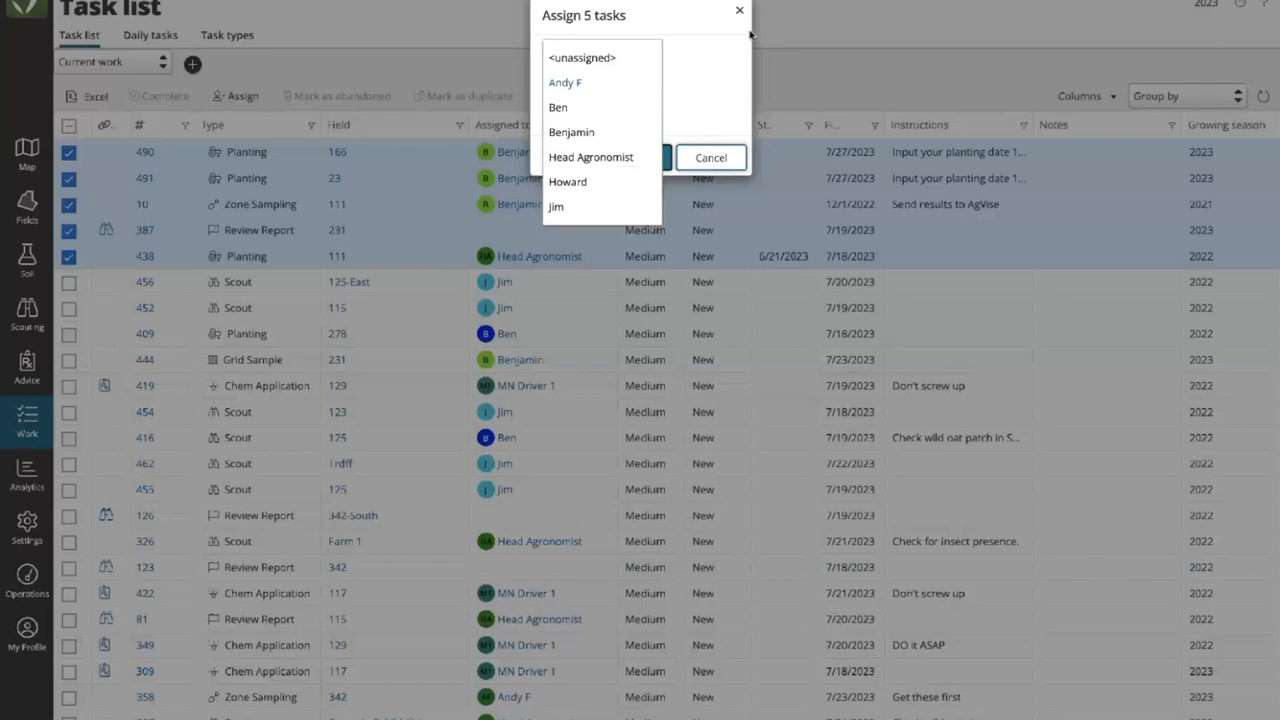 Task list
2023
Assign 5 tasks
Task list Daily tasks Task types
Current work
<unassigned>
Andy F
Ben
Benjamin
Head Agronomist
Howard
Jim
Cancel
Excel Complete Assign Mark as abandoned Mark as duplicate Columns Group by
# Type Field Assigned to St.. Fi... Instructions Notes Growing season
490 Planting 166 7/27/2023 Input your planting date 1... 2023
491 Planting 23 New 7/27/2023 Input your planting date 1... 2023
10 Zone Sampling 111 New 12/1/2022 Send results to AgVise 2021
387 Review Report 231 Medium New 7/19/2023 2023
438 Planting 111 HA Head Agronomist Medium New 6/21/2023 7/18/2023 2022
456 Scout 125-East J Jim Medium New 7/20/2023 2022
452 Scout 115 J Jim Medium New 7/19/2023 2022
409 Planting 278 B Ben Medium New 7/18/2023 2022
444 Grid Sample 231 B Benjamin Medium New 7/23/2023 2023
419 Chem Application 129 MN Driver 1 Medium New 7/19/2023 Don't screw up 2022
454 Scout 123 J Jim Medium New 7/18/2023 2022
416 Scout 125 B Ben Medium New 7/19/2023 Check wild oat patch in S... 2022
462 Scout Trdff J Jim Medium New 7/22/2023 2022
455 Scout 125 J Jim Medium New 7/19/2023 2022
126 Review Report 342-South Medium New 7/19/2023 2022
326 Scout Farm 1 HA Head Agronomist Medium New 7/21/2023 Check for insect presence. 2022
123 Review Report 342 Medium New 7/18/2023 2022
422 Chem Application 117 MN Driver 1 Medium New 7/21/2023 Don't screw up 2022
81 Review Report 115 HA Head Agronomist Medium New 7/20/2023 2022
349 Chem Application 129 MN Driver 1 Medium New 7/20/2023 DO it ASAP 2022
309 Chem Application 117 MN Driver 1 Medium New 7/18/2023 2023
358 Zone Sampling 342 Andy F Medium New 7/23/2023 Get these first 2023
Map
Fields
Soil
Scouting
Advice
Work
Analytics
Settings
Operations
My Profile